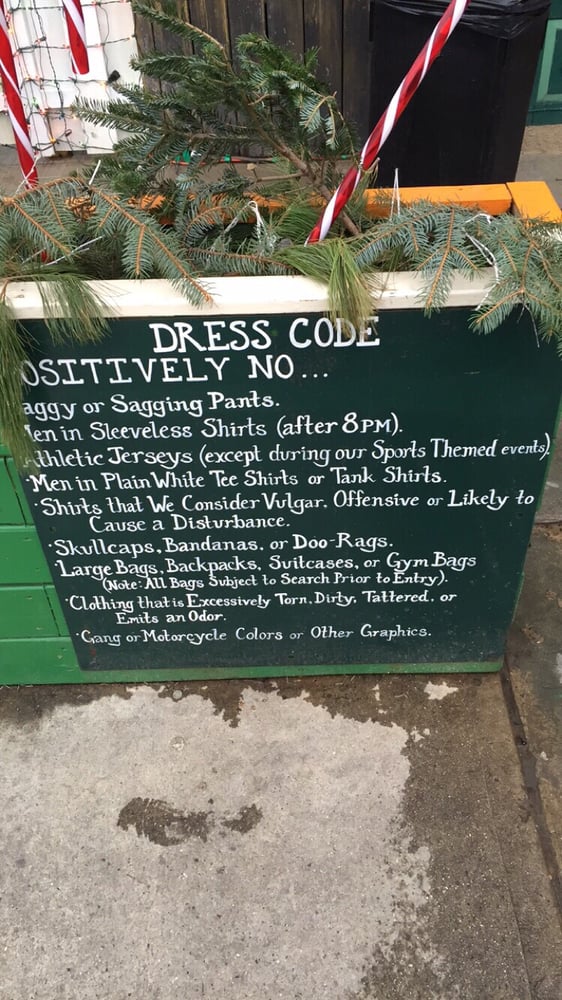 DRESS CODE
OSITIVELY NO...
aggy or Sagging Pants.
en in Sleeveless Shirts (after 8PM).
thletic Jerseys (except during our Sports Themed events).
·Men in Plain White Tee Shirts or Tank Shirts.
·Shirts that We Consider Vulgar, Offensive or Likely to
Cause a Disturbance.
·Skullcaps, Bandanas, or Doo-Rags.
·Large Bags, Backpacks, Suitcases, or Gym Bags
(Note: All Bags Subject to Search Prior to Entry).
·Clothing that is Excessively Torn, Dirty, Tattered, or
Emits an Odor.
·Gang or Motorcycle Colors or Other Graphics.